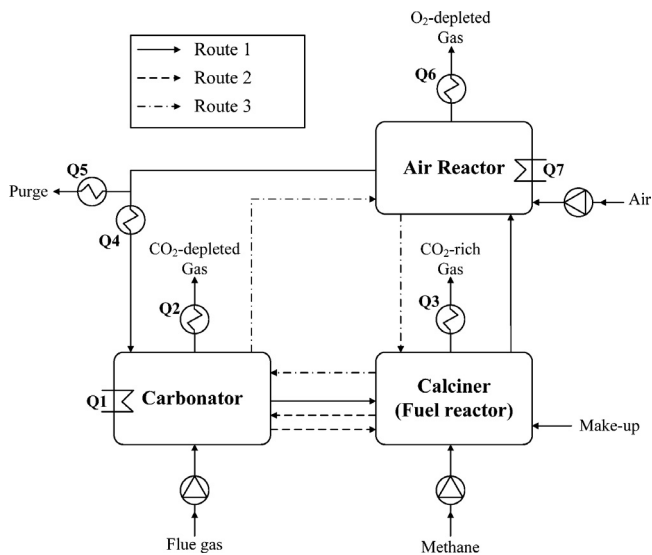 O₂-depleted
Gas
Route 1
Route 2
Route 3
Q6
Air Reactor
Q7
Q5
Purge
Air
Q4
CO₂-depleted
Gas
CO₂-rich
Gas
Q2
Q3
Q1
Carbonator
Calciner
(Fuel reactor)
Make-up
Flue gas
Methane